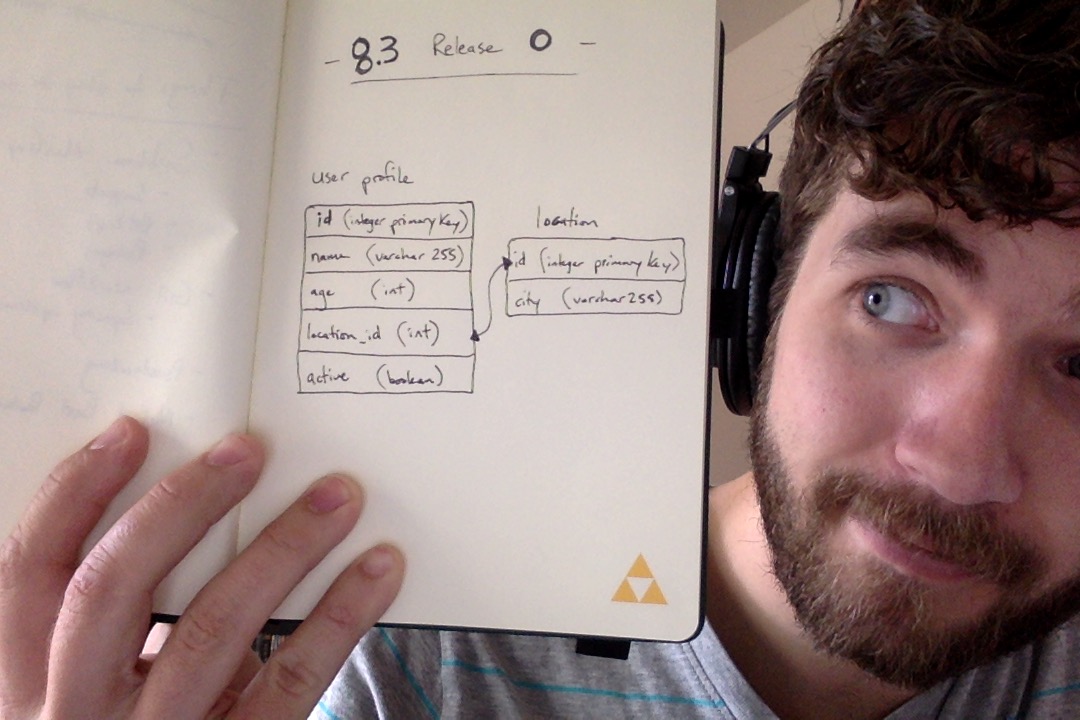 - 8.3 Release 0 -
user profile
id (integer primary key)
name (varchar 255)
age (int)
location_id (int)
active (boolean)
location
id (integer primary key)
city (varchar 255)